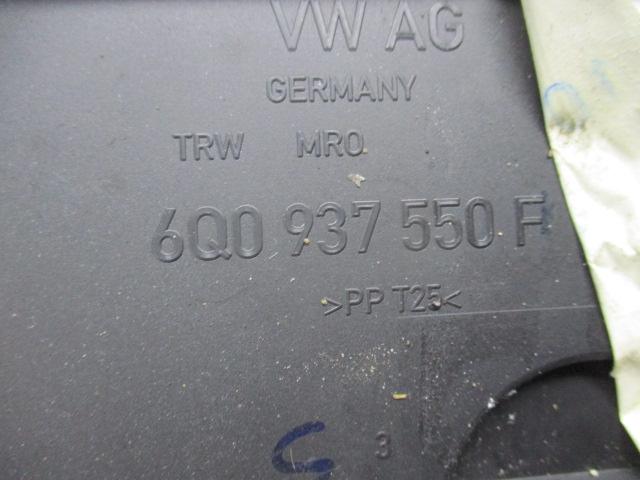 VW AG
GERMANY
TRW MRO
6Q0 937 550 F
>PP T25<
G 3